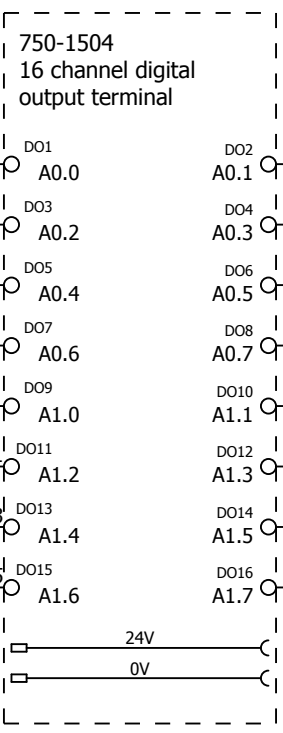 750-1504
16 channel digital
output terminal
DO1 DO2
A0.0 A0.1
DO3 DO4
A0.2 A0.3
DO5 DO6
A0.4 A0.5
DO7 DO8
A0.6 A0.7
DO9 DO10
A1.0 A1.1
DO11 DO12
A1.2 A1.3
DO13 DO14
A1.4 A1.5
DO15 DO16
A1.6 A1.7
24V
0V